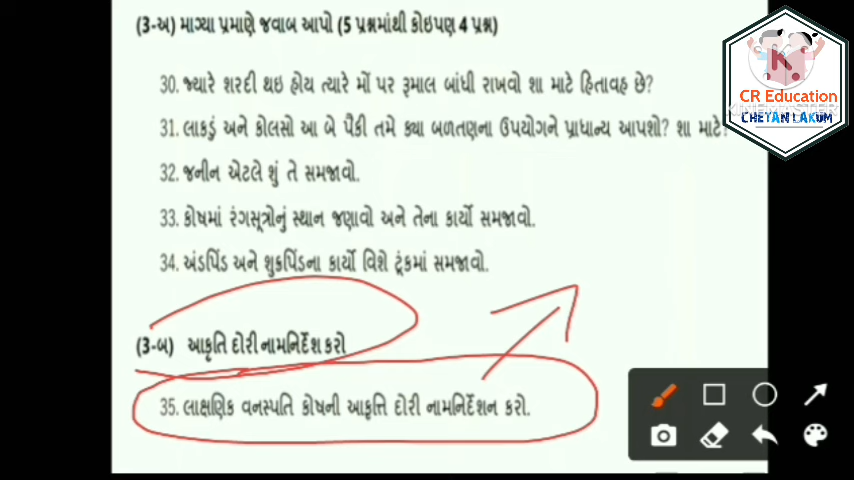 (3-અ) માગ્યા પ્રમાણે જવાબ આપો (5 પ્રશ્નમાંથી કોઇપણ 4 પ્રશ્ન)
30. જ્યારે શરદી થઇ હોય ત્યારે મોં પર રૂમાલ બાંધી રાખવો શા માટે હિતાવહ છે?
31. લાકડું અને કોલસો આ બે પૈકી તમે ક્યા બળતણના ઉપયોગને પ્રાધાન્ય આપશો? શા માટે?
32. જનીન એટલે શું તે સમજાવો.
33. કોષમાં રંગસૂત્રોનું સ્થાન જણાવો અને તેના કાર્યો સમજાવો.
34. અંડપિંડ અને શુક્રપિંડના કાર્યો વિશે ટૂંકમાં સમજાવો.
(3-બ) આકૃતિ દોરી નામનિર્દેશ કરો
35. લાક્ષણિક વનસ્પતિ કોષની આકૃત્તિ દોરી નામનિર્દેશન કરો.
K
CR Education
CHETAN LAKUM